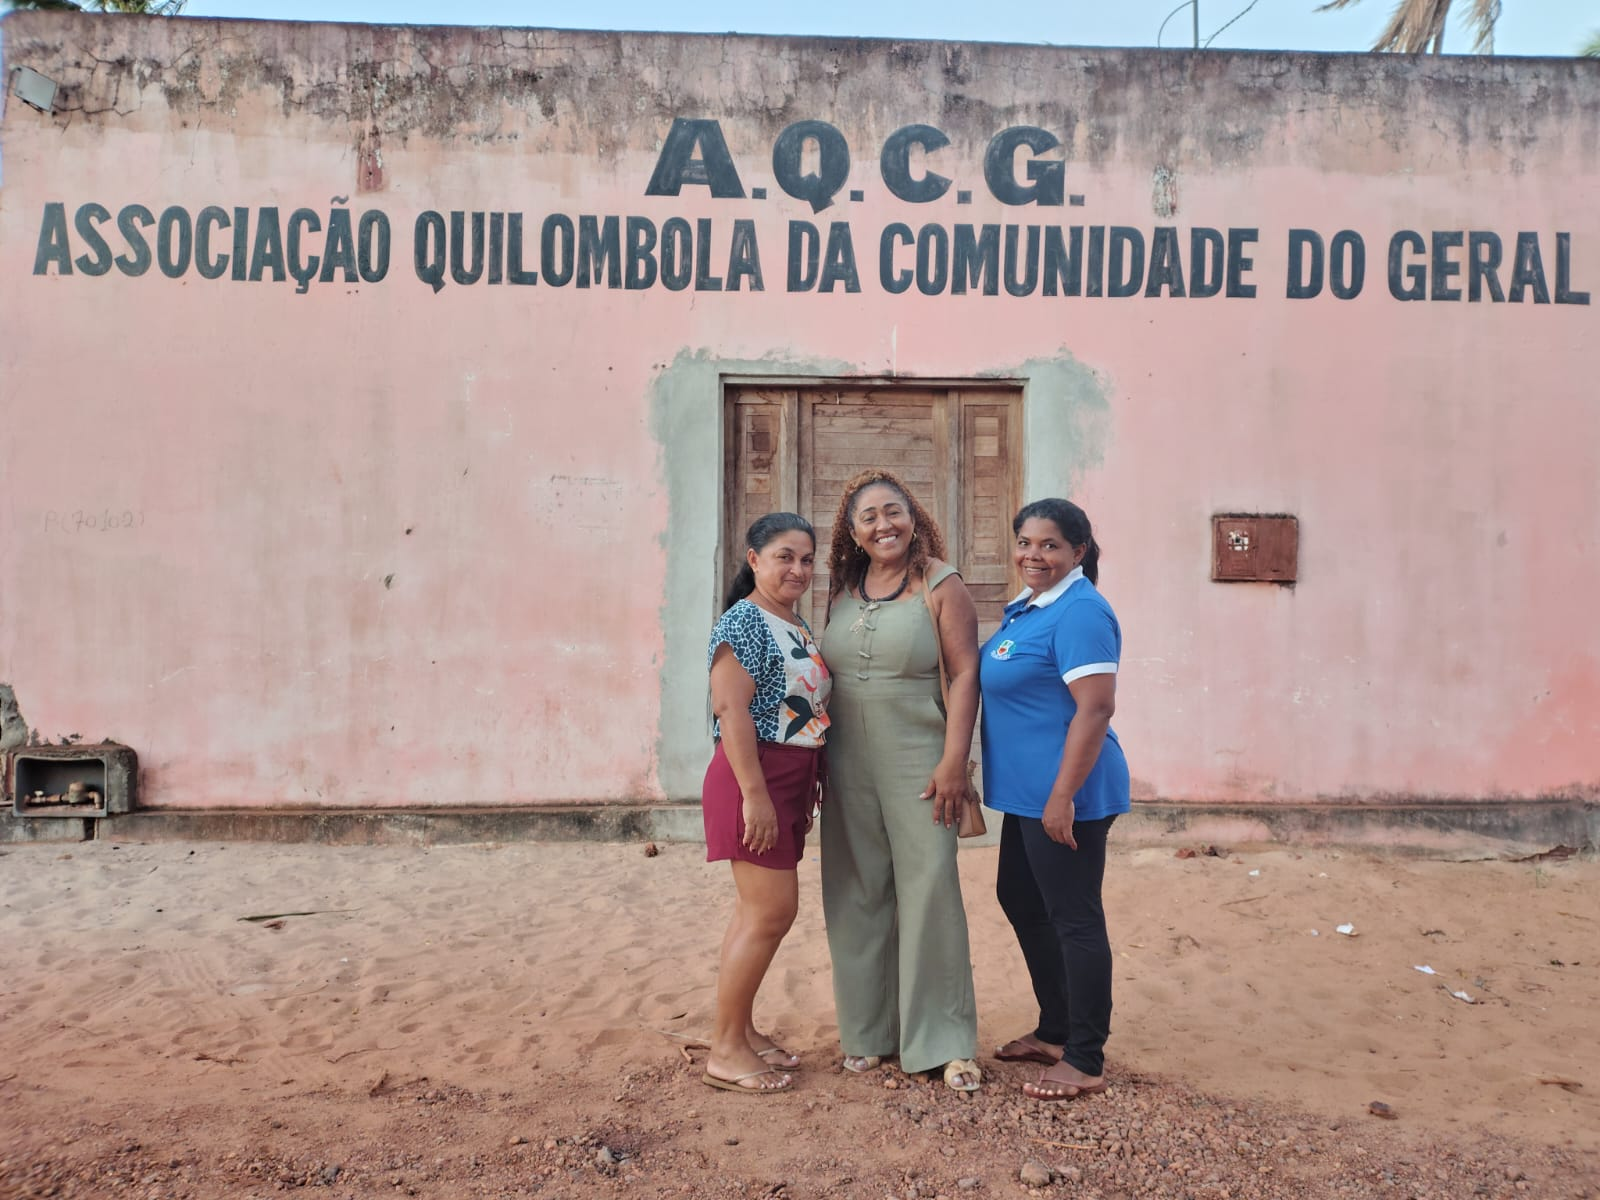 A.Q.C.G.
ASSOCIAÇÃO QUILOMBOLA DA COMUNIDADE DO GERAL